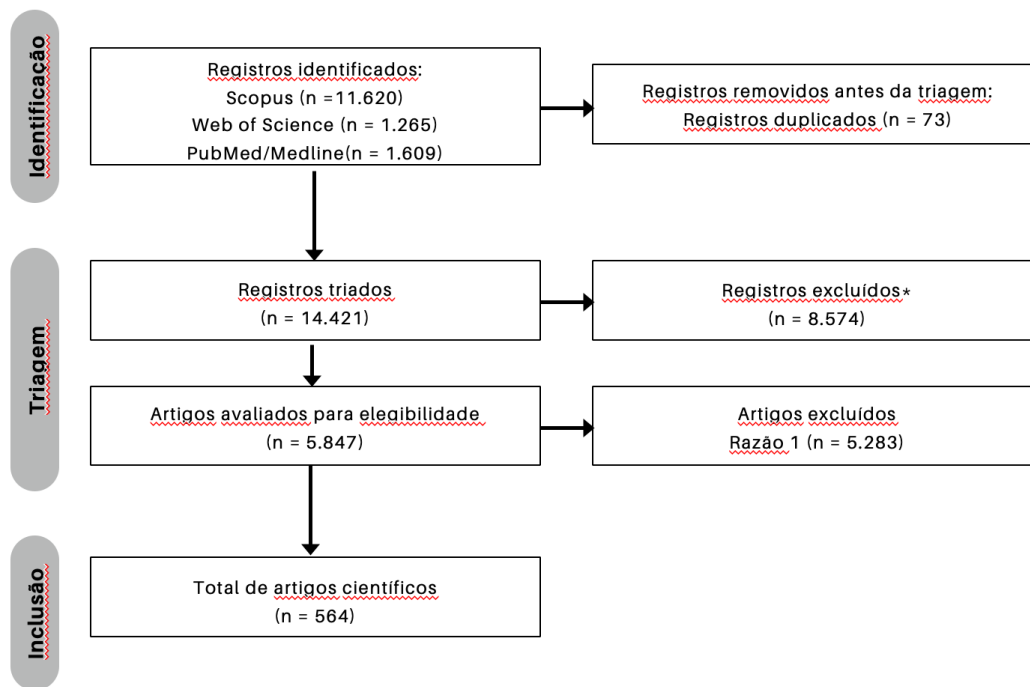 Identificação
Registros identificados:
Scopus (n =11.620)
Web of Science (n = 1.265)
PubMed/Medline(n = 1.609)
Registros removidos antes da triagem:
Registros duplicados (n = 73)
Triagem
Registros triados
(n = 14.421)
Registros excluídos*
(n = 8.574)
Artigos avaliados para elegibilidade
(n = 5.847)
Artigos excluídos
Razão 1 (n = 5.283)
Inclusão
Total de artigos científicos
(n = 564)